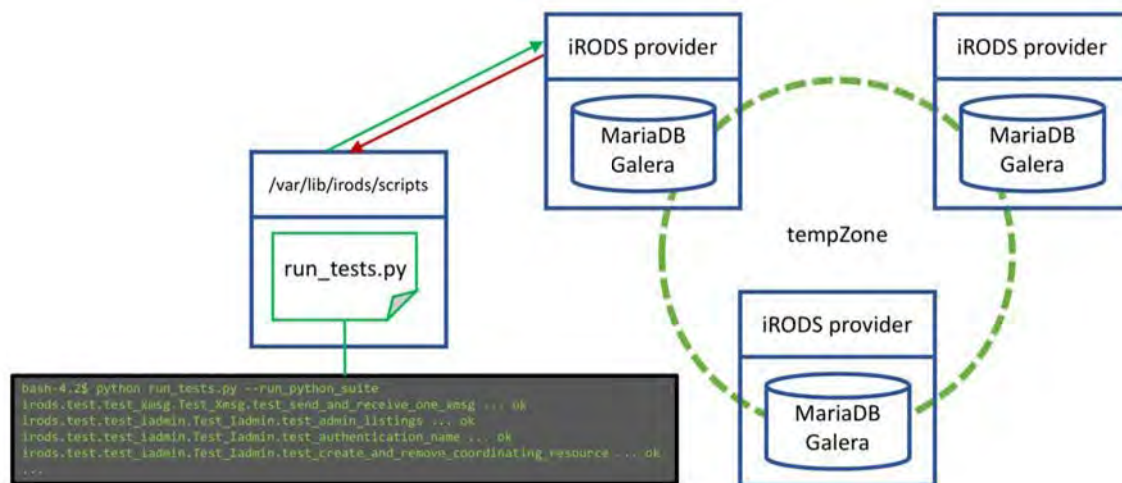 iRODS provider
MariaDB
Galera
iRODS provider
MariaDB
Galera
/var/lib/irods/scripts
run_tests.py
tempZone
iRODS provider
MariaDB
Galera
bash-4.2$ python run_tests.py --run_python_suite
irods.test.test_xmsg.Test_Xmsg.test_send_and_receive_one_xmsg ... ok
irods.test.test_iadmin.Test_Iadmin.test_admin_listings ... ok
irods.test.test_iadmin.Test_Iadmin.test_authentication_name ... ok
irods.test.test_iadmin.Test_Iadmin.test_create_and_remove_coordinating_resource ... ok
...